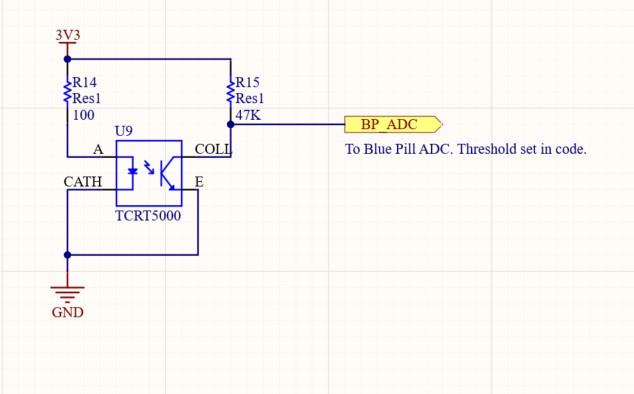 3V3
R14
Res1
100
R15
Res1
47K
BP_ADC
To Blue Pill ADC. Threshold set in code.
U9
A
COLL
CATH
E
TCRT5000
GND